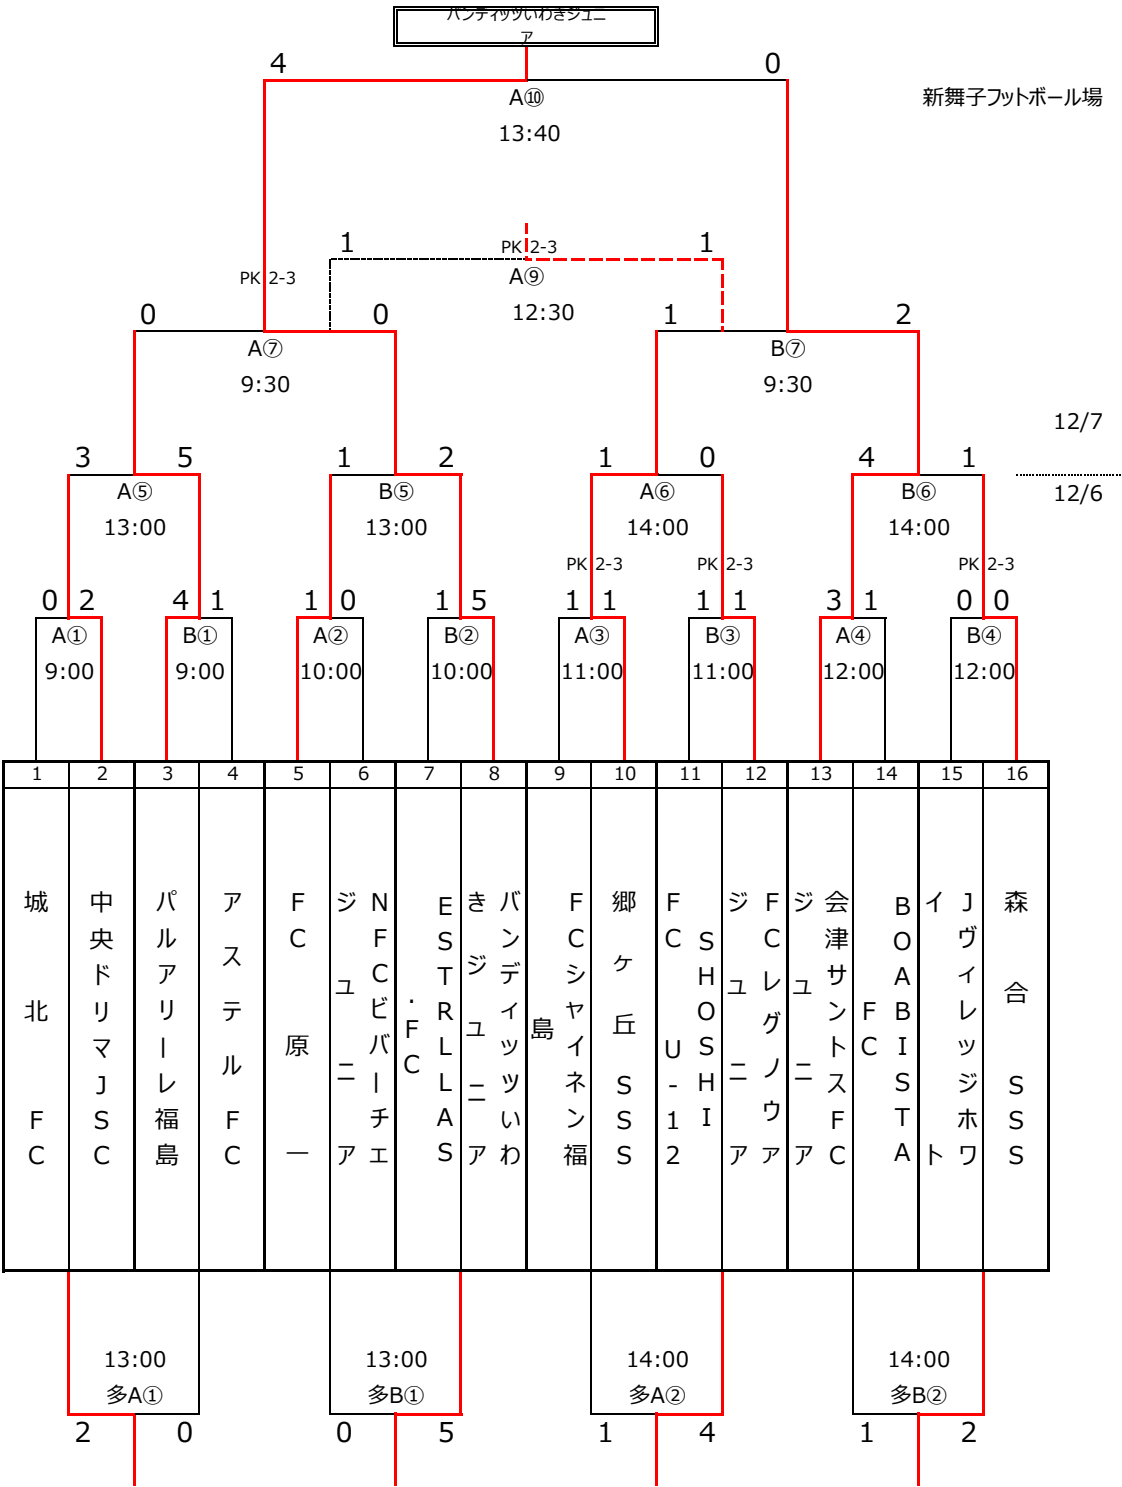 バンディッツいわきジュニ
ア
4 0
A⑩
新舞子フットボール場
13:40
1 PK 2-3 1
PK 2-3
A⑨
12:30
0 0 1 2
A⑦ B⑦
9:30 9:30
12/7
3 5 1 2 1 0 4 1
A⑤ B⑤ A⑥ B⑥
12/6
13:00 13:00 14:00 14:00
PK 2-3 PK 2-3 PK 2-3
0 2 4 1 1 0 1 5 1 1 1 1 3 1 0 0
A① B① A② B② A③ B③ A④ B④
9:00 9:00 10:00 10:00 11:00 11:00 12:00 12:00
1 2 3 4 5 6 7 8 9 10 11 12 13 14 15 16
城北FC
中央ドリマJSC
パルアリーレ福島
アステルFC
FC原一
NFCビバーチェ
ジュニア
ESTRLLAS
.FC
バンディッツいわ
きジュニア
FCシャイネン福
島
郷ヶ丘SSS
SHOSHI
FC U-12
FCレグノヴァ
ジュニア
会津サントスFC
ジュニア
BOABISTA
FC
Jヴィレッジホワ
イト
森合SSS
13:00 13:00 14:00 14:00
多A① 多B① 多A② 多B②
2 0 0 5 1 4 1 2